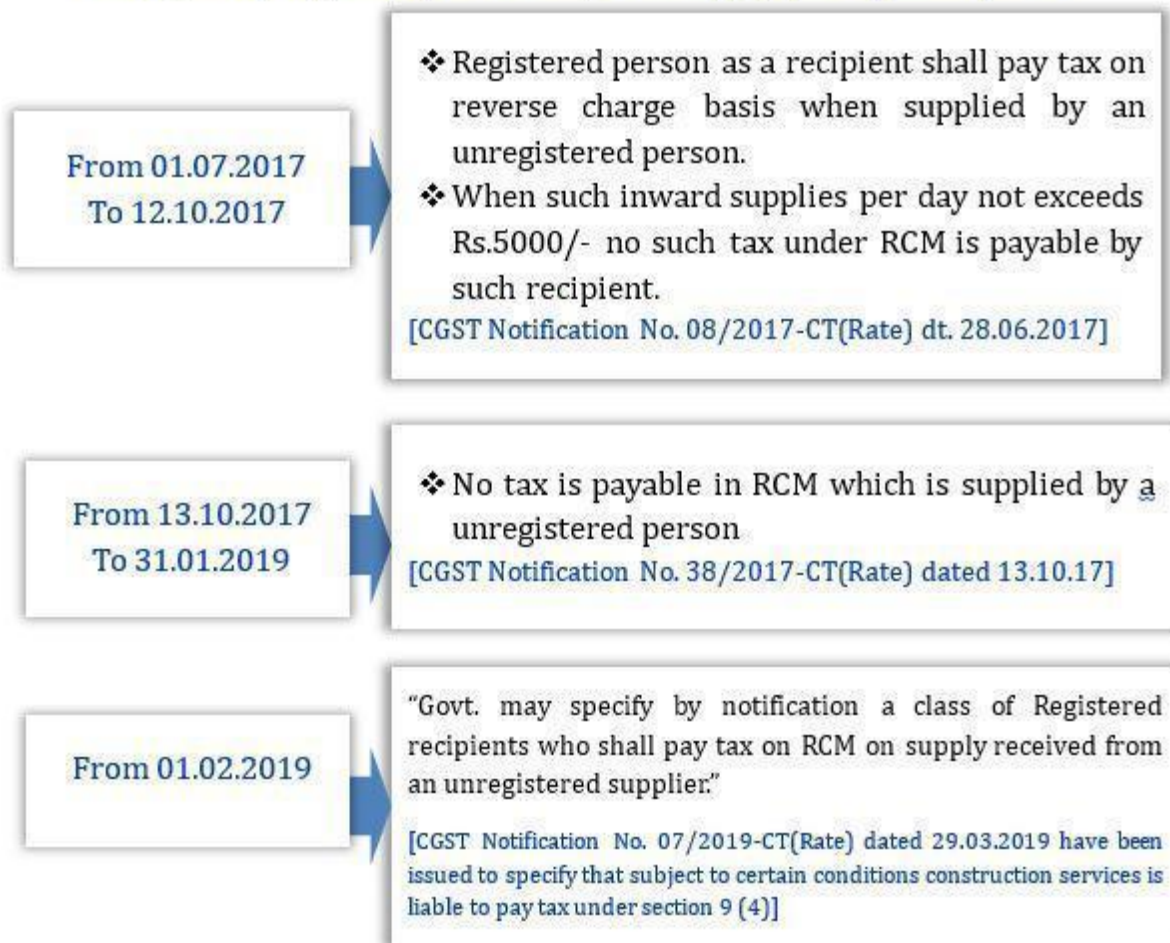 From 01.07.2017
To 12.10.2017
❖ Registered person as a recipient shall pay tax on
reverse charge basis when supplied by an
unregistered person.
❖ When such inward supplies per day not exceeds
Rs.5000/- no such tax under RCM is payable by
such recipient.
[CGST Notification No. 08/2017-CT(Rate) dt. 28.06.2017]
From 13.10.2017
To 31.01.2019
❖ No tax is payable in RCM which is supplied by a
unregistered person
[CGST Notification No. 38/2017-CT(Rate) dated 13.10.17]
From 01.02.2019
“Govt. may specify by notification a class of Registered
recipients who shall pay tax on RCM on supply received from
an unregistered supplier.”
[CGST Notification No. 07/2019-CT(Rate) dated 29.03.2019 have been
issued to specify that subject to certain conditions construction services is
liable to pay tax under section 9 (4)]